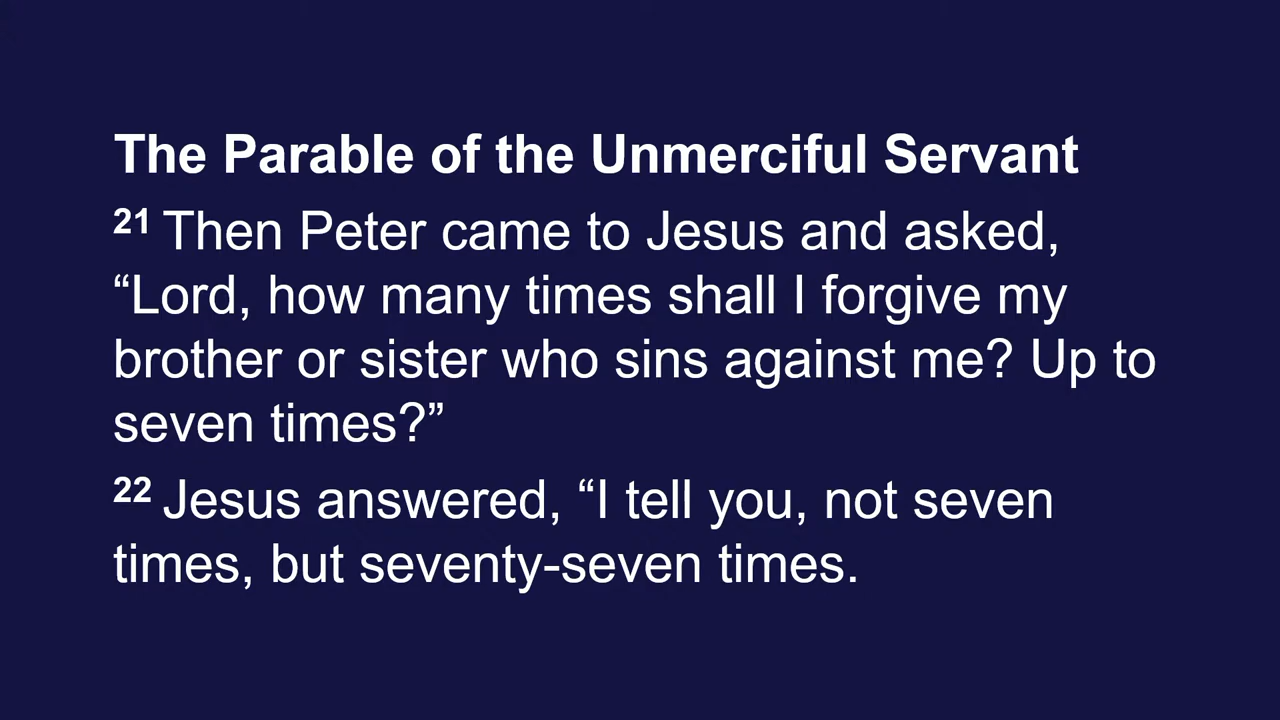 The Parable of the Unmerciful Servant
21 Then Peter came to Jesus and asked,
“Lord, how many times shall I forgive my
brother or sister who sins against me? Up to
seven times?”
22 Jesus answered, “I tell you, not seven
times, but seventy-seven times.